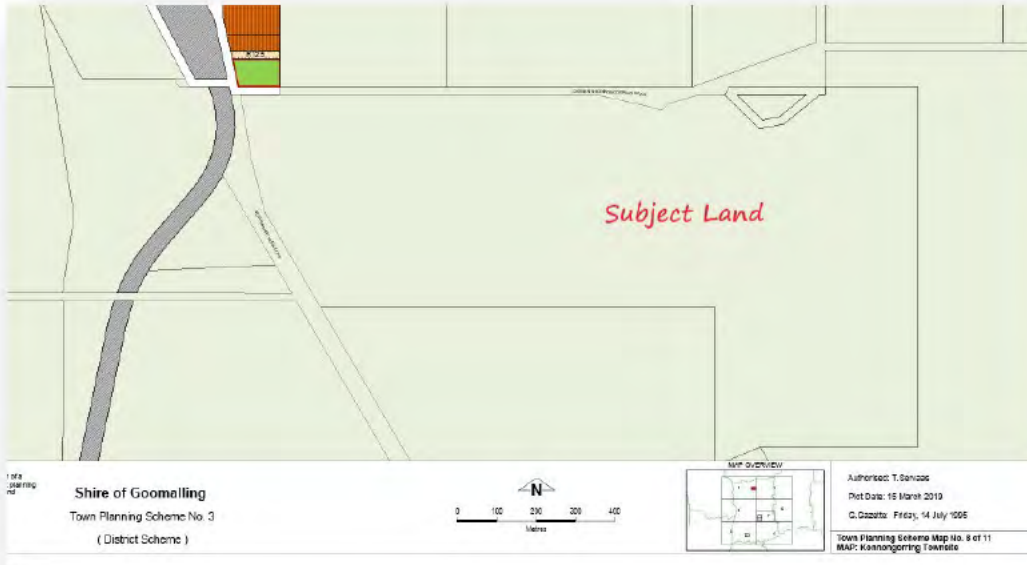 Subject Land
Shire of Goomalling
Town Planning Scheme No. 3
( District Scheme )
N
0 100 200 300 400
Metres
MAP OVERVIEW
Authorised: T.Servaas
Plot Date: 15 March 2019
G.Gazette: Friday, 14 July 1995
Town Planning Scheme Map No. 8 of 11
MAP: Konnongorring Townsite